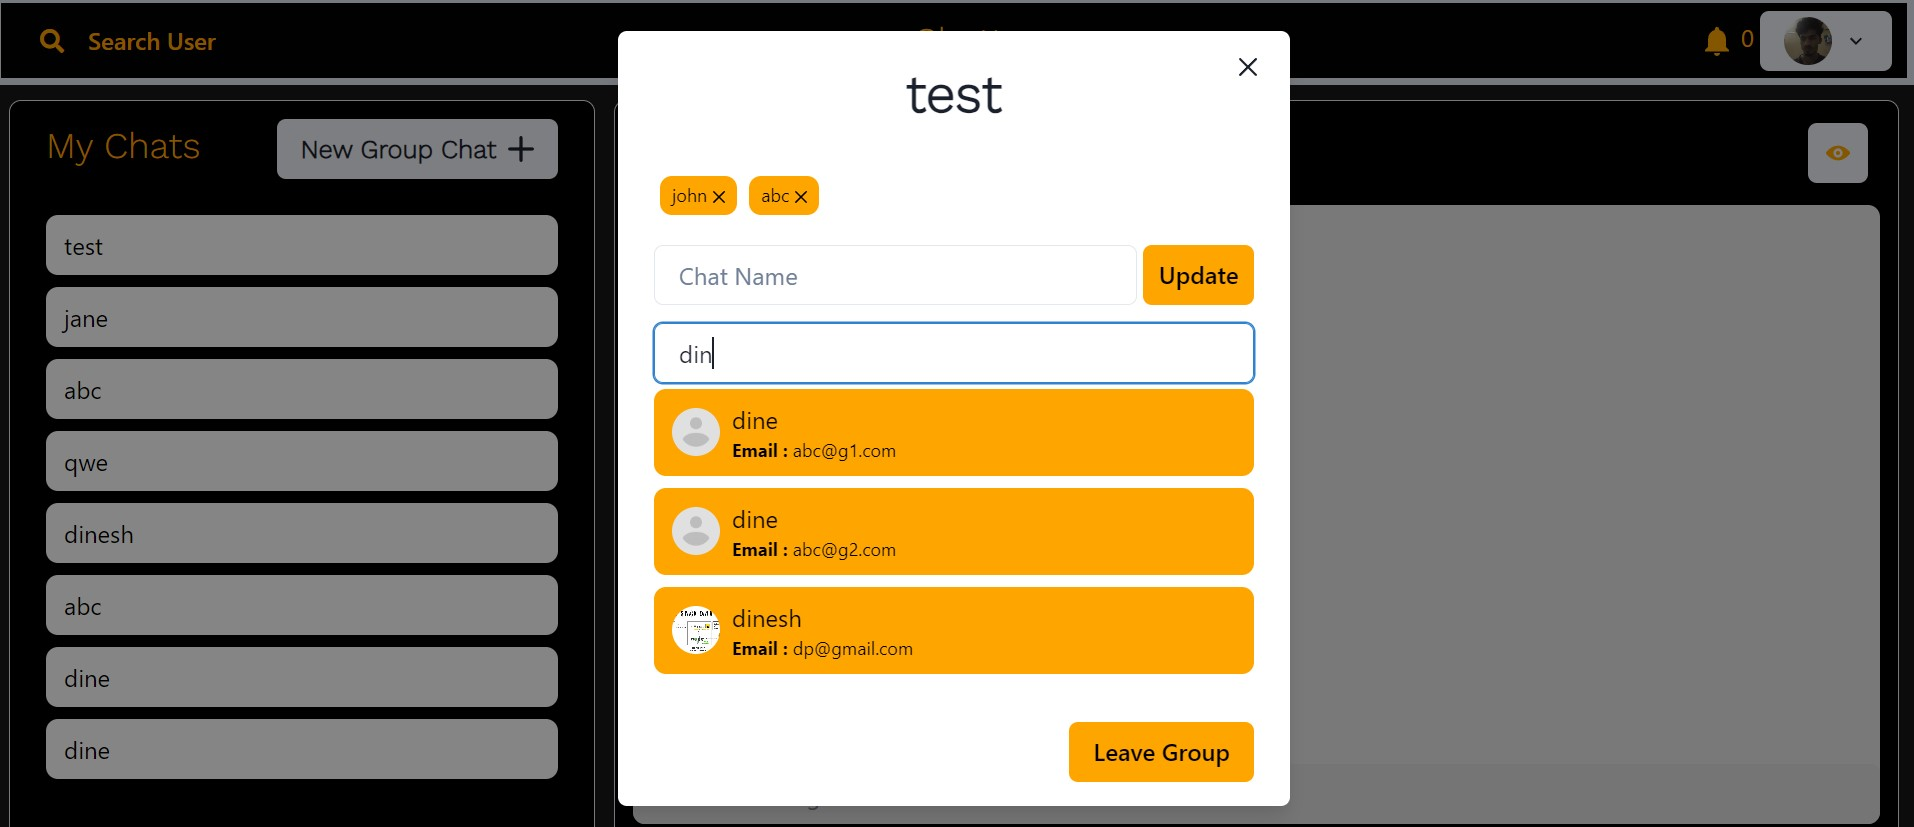 Search User
0
My Chats
New Group Chat
test
jane
abc
qwe
dinesh
abc
dine
dine
test
john
abc
Chat Name
Update
din
dine
Email : abc@g1.com
dine
Email : abc@g2.com
dinesh
Email : dp@gmail.com
Leave Group